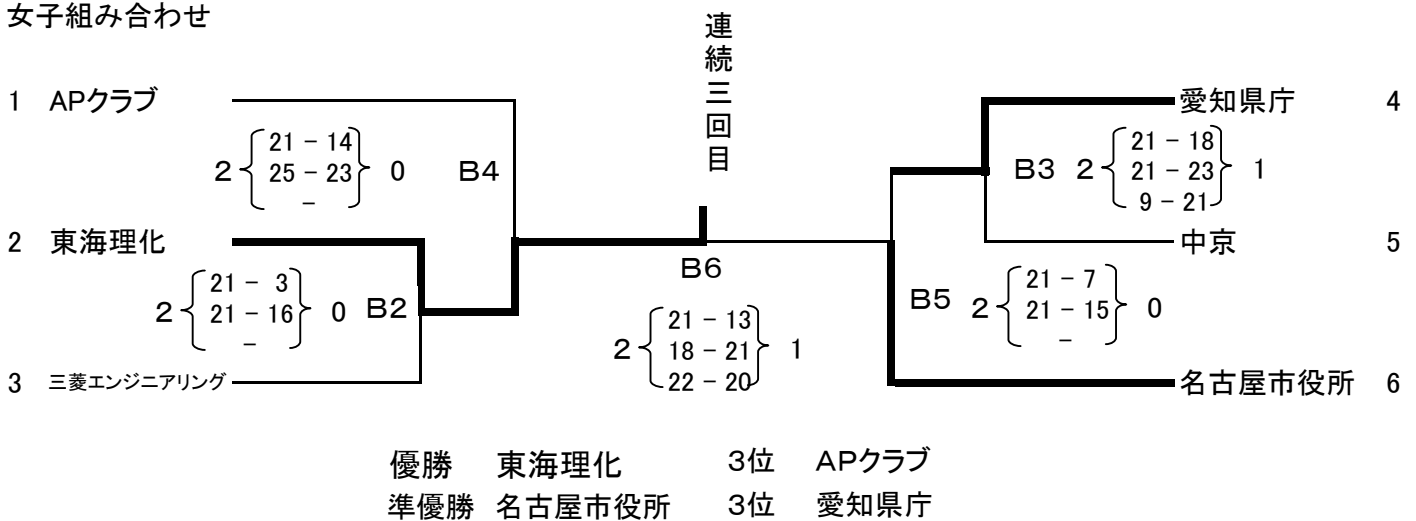 女子組み合わせ
連続三回目
1 APクラブ
愛知県庁 4
2 21 - 14 0 B4
25 - 23
-
B3 2 21 - 18 1
21 - 23
9 - 21
2 東海理化
中京 5
B6
2 21 - 3 0 B2
21 - 16
-
2 21 - 13 1
18 - 21
22 - 20
B5 2 21 - 7 0
21 - 15
-
3 三菱エンジニアリング
名古屋市役所 6
優勝 東海理化 3位 APクラブ
準優勝 名古屋市役所 3位 愛知県庁